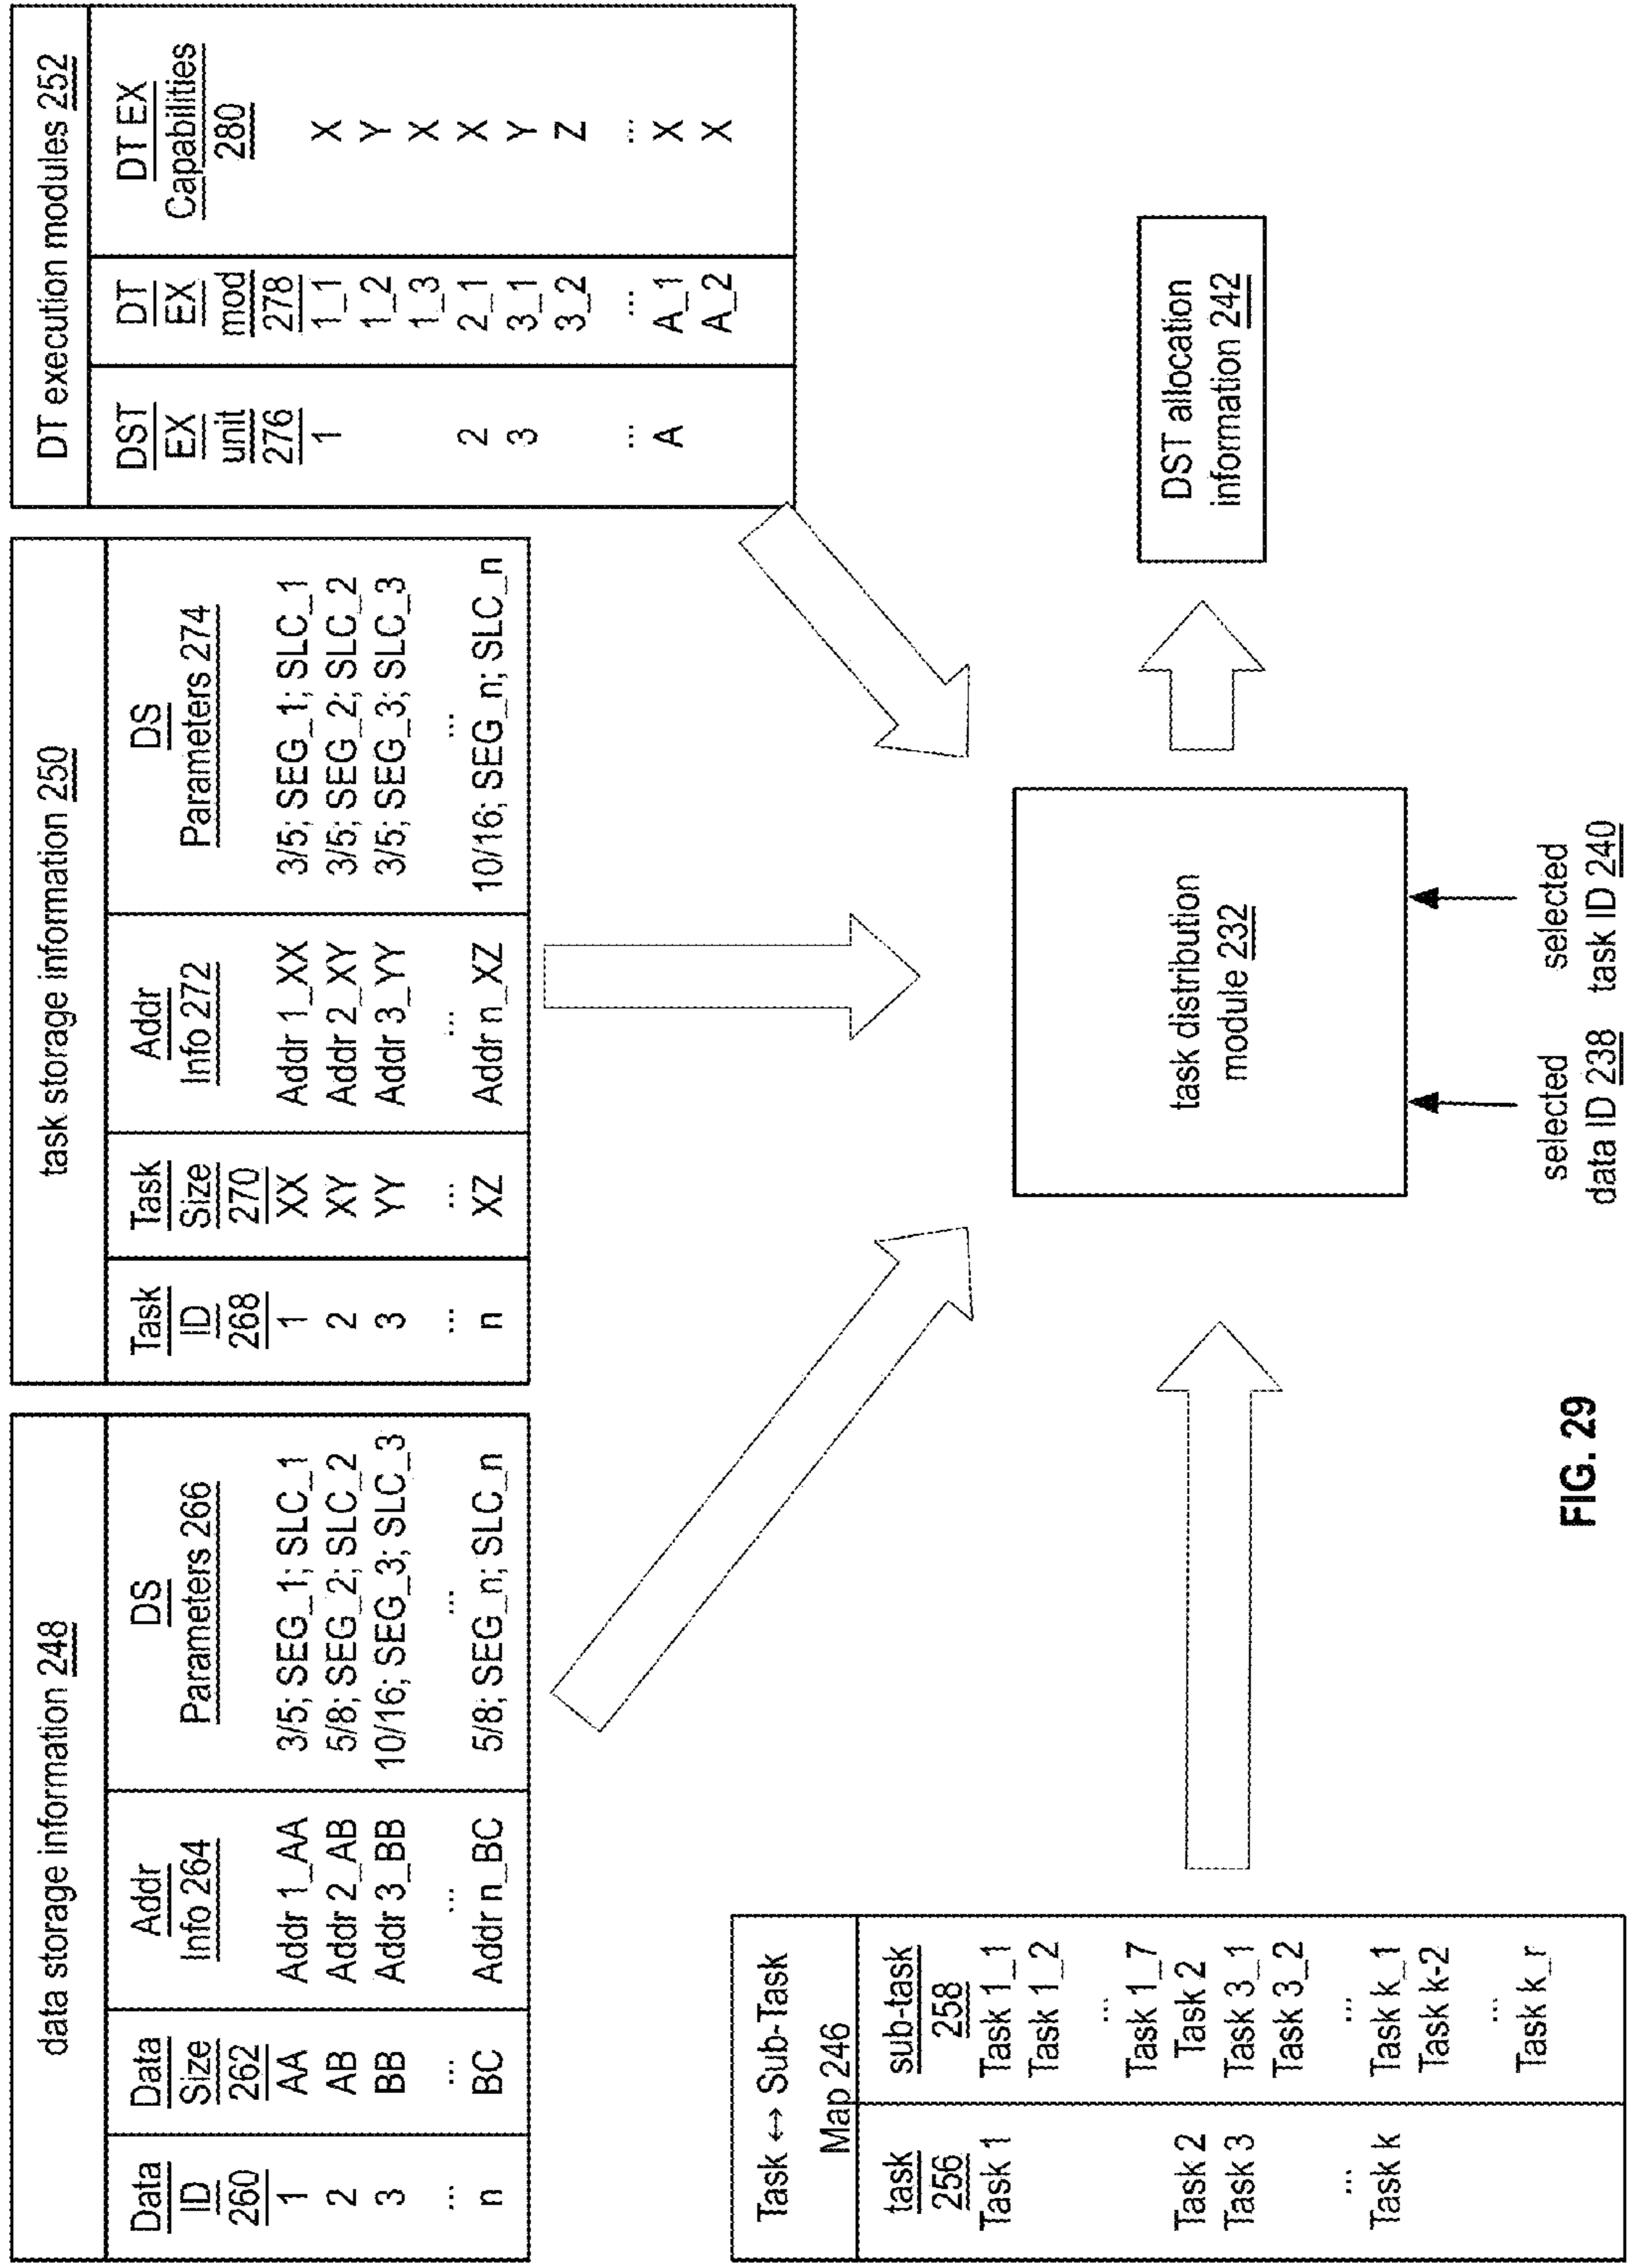 data storage information 248
Data ID 260 | Data Size 262 | Addr Info 264 | DS Parameters 266
1 | AA | Addr 1_AA | 3/5; SEG_1; SLC_1
2 | AB | Addr 2_AB | 5/8; SEG_2; SLC_2
3 | BB | Addr 3_BB | 10/16; SEG_3; SLC_3
... | ... | ... | ...
n | BC | Addr n_BC | 5/8; SEG_n; SLC_n
task storage information 250
Task ID 268 | Task Size 270 | Addr Info 272 | DS Parameters 274
1 | XX | Addr 1_XX | 3/5; SEG_1; SLC_1
2 | XY | Addr 2_XY | 3/5; SEG_2; SLC_2
3 | YY | Addr 3_YY | 3/5; SEG_3; SLC_3
... | ... | ... | ...
n | XZ | Addr n_XZ | 10/16; SEG_n; SLC_n
DT execution modules 252
DST EX unit 276 | DT EX mod 278 | DT EX Capabilities 280
1 | 1_1 | X
1_2 | Y
1_3 | X
2 | 2_1 | X
3 | 3_1 | Y
3_2 | Z
... | ... | ...
A | A_1 | X
A_2 | X
Task ↔ Sub-Task
Map 246
task 256 | sub-task 258
Task 1 | Task 1_1
Task 1_2
...
Task 1_7
Task 2 | Task 2
Task 3 | Task 3_1
Task 3_2
... | ...
Task k | Task k_1
Task k-2
...
Task k_r
task distribution
module 232
DST allocation
information 242
selected
data ID 238
selected
task ID 240
FIG. 29